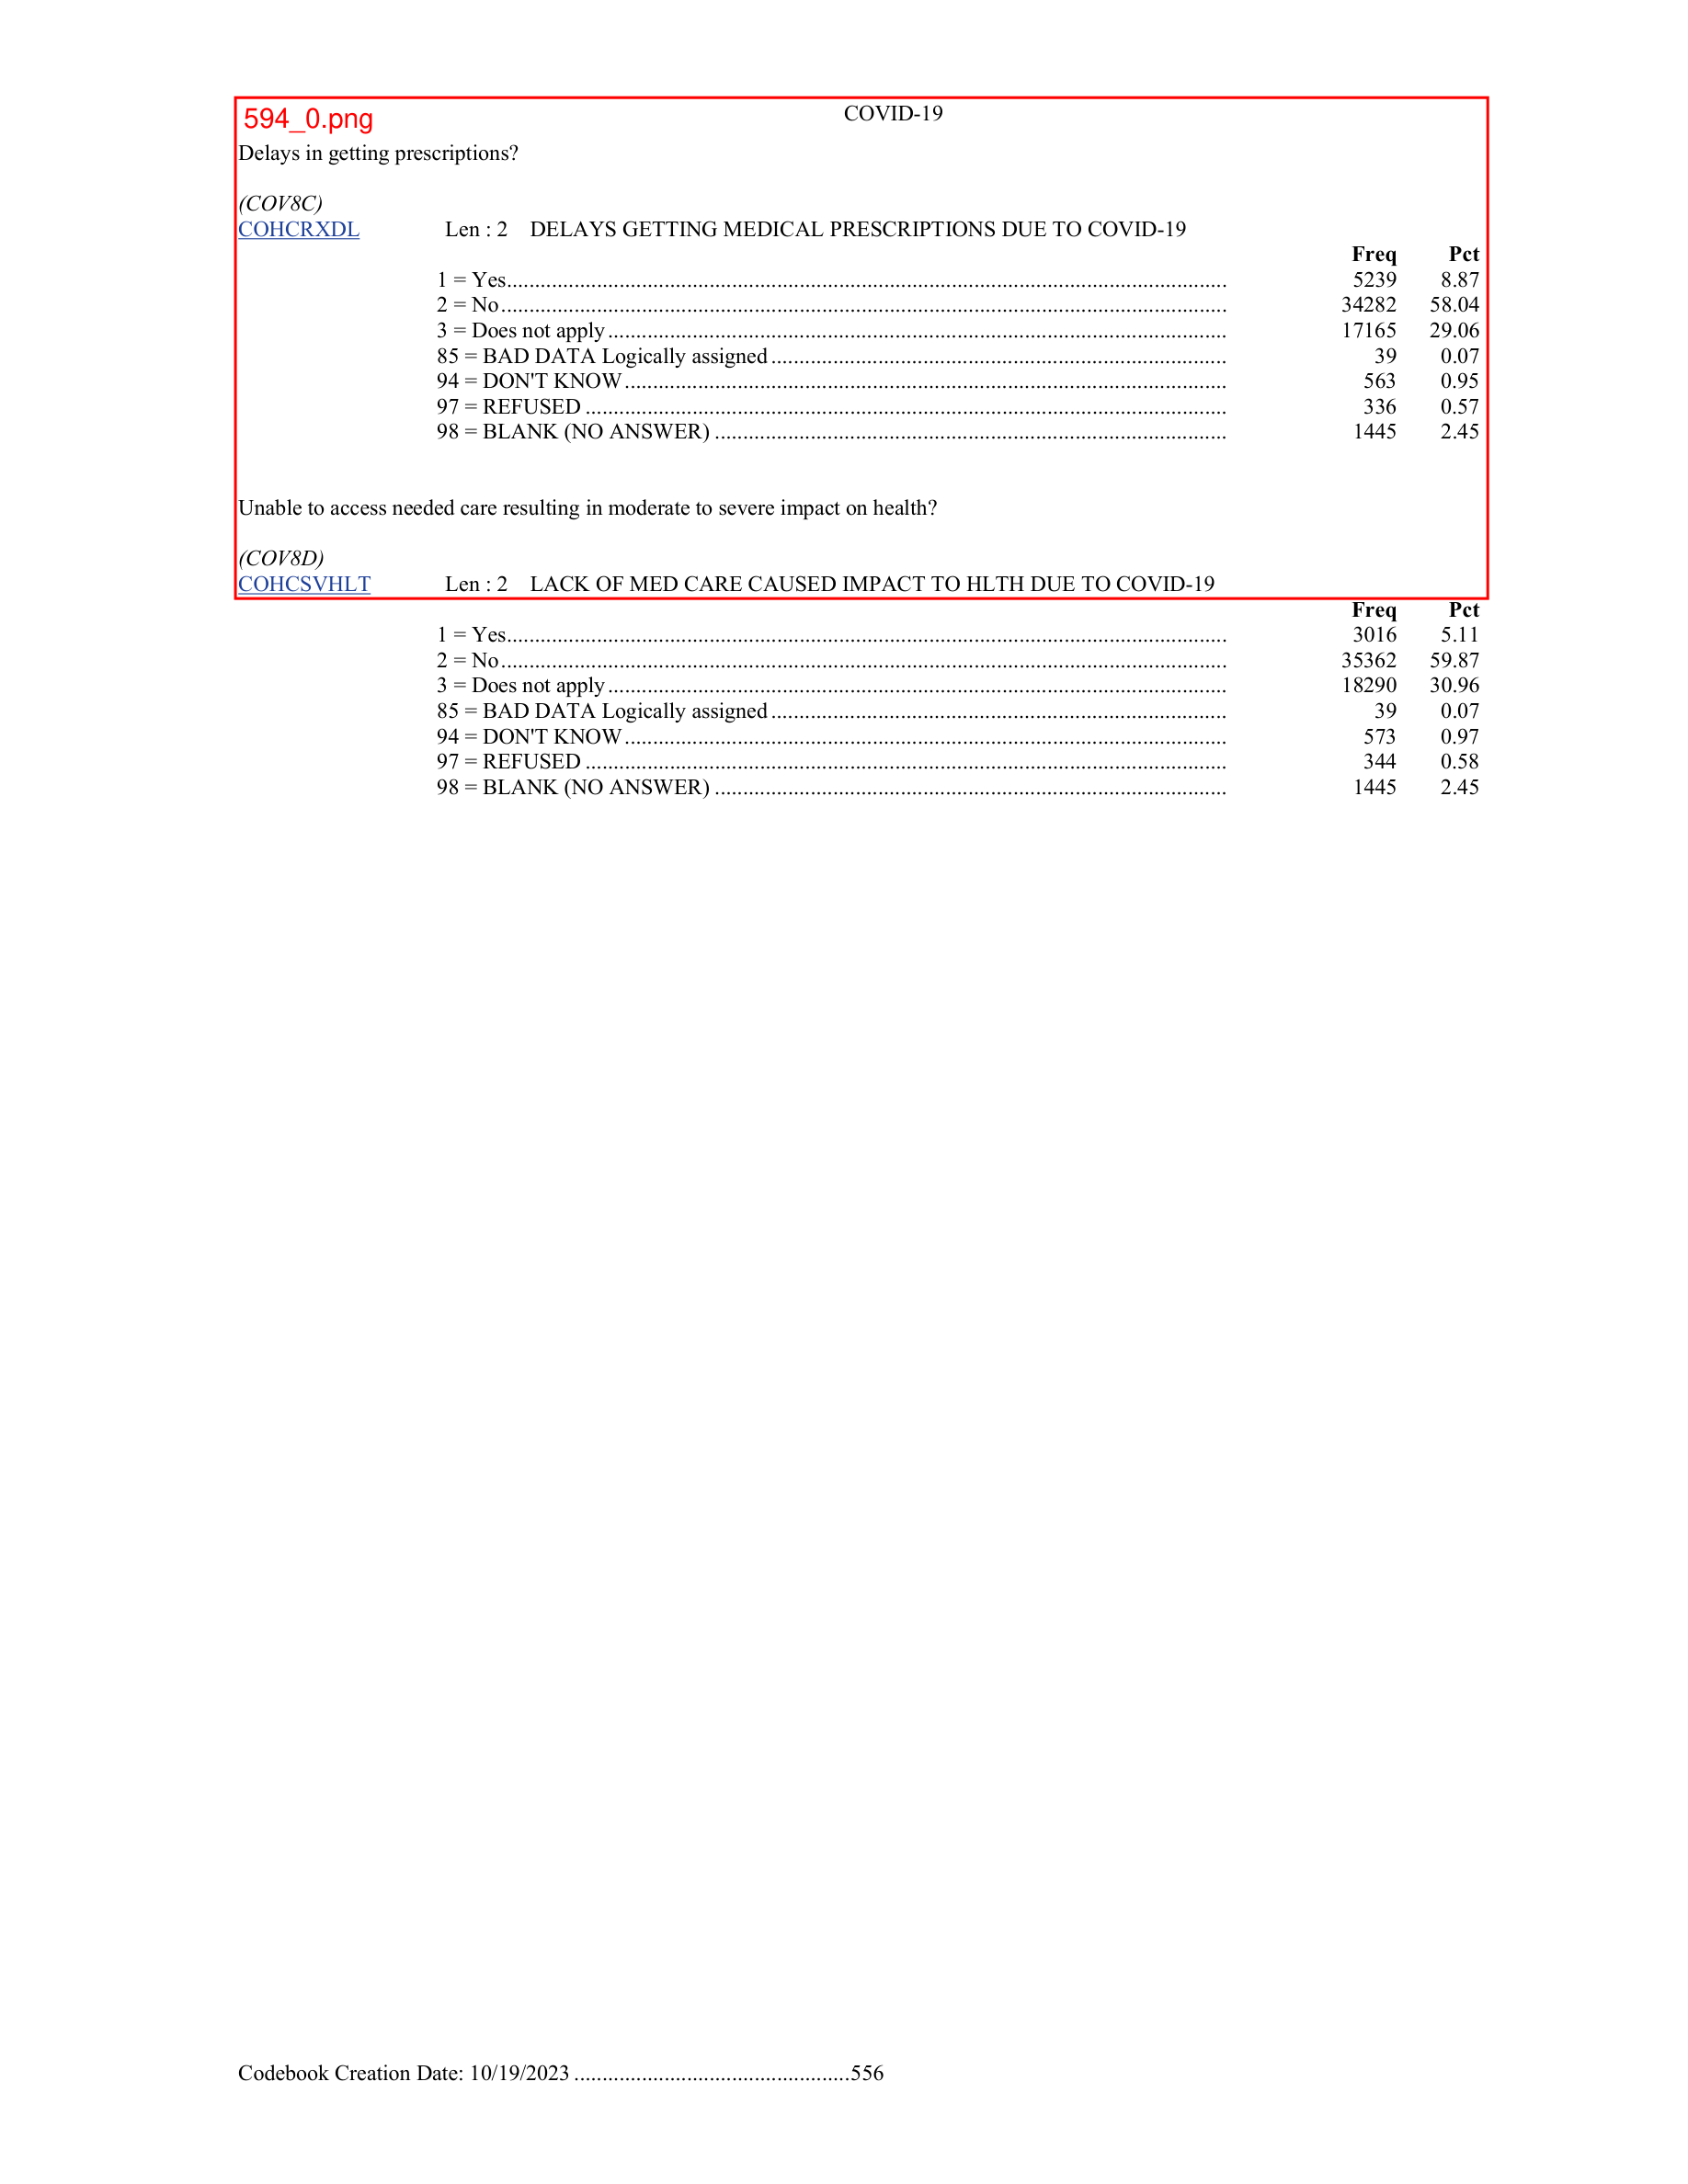 594_0.png
COVID-19
Delays in getting prescriptions?
(COV8C)
COHCRXDL Len : 2 DELAYS GETTING MEDICAL PRESCRIPTIONS DUE TO COVID-19
Freq Pct
1 = Yes 5239 8.87
2 = No 34282 58.04
3 = Does not apply 17165 29.06
85 = BAD DATA Logically assigned 39 0.07
94 = DON'T KNOW 563 0.95
97 = REFUSED 336 0.57
98 = BLANK (NO ANSWER) 1445 2.45
Unable to access needed care resulting in moderate to severe impact on health?
(COV8D)
COHCSVHLT Len : 2 LACK OF MED CARE CAUSED IMPACT TO HLTH DUE TO COVID-19
Freq Pct
1 = Yes 3016 5.11
2 = No 35362 59.87
3 = Does not apply 18290 30.96
85 = BAD DATA Logically assigned 39 0.07
94 = DON'T KNOW 573 0.97
97 = REFUSED 344 0.58
98 = BLANK (NO ANSWER) 1445 2.45
Codebook Creation Date: 10/19/2023 .................................................556